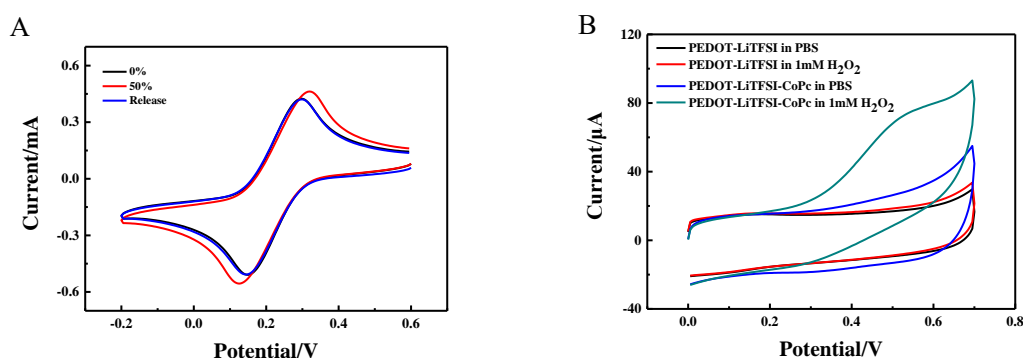 A
Current/mA
0.6
0.3
0.0
-0.3
-0.6
0%
50%
Release
-0.2
0.0
0.2
0.4
0.6
Potential/V
B
Current/µA
120
80
40
0
-40
PEDOT-LiTFSI in PBS
PEDOT-LiTFSI in 1mM H₂O₂
PEDOT-LiTFSI-CoPc in PBS
PEDOT-LiTFSI-CoPc in 1mM H₂O₂
0.0
0.2
0.4
0.6
0.8
Potential/V